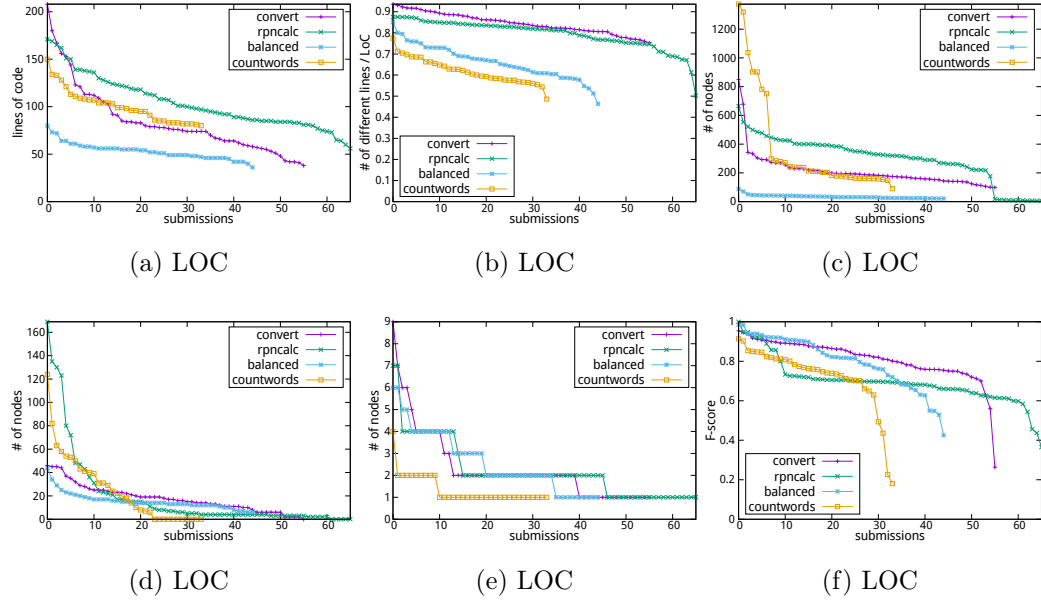 lines of code
200
150
100
50
0
0 10 20 30 40 50 60
submissions
convert
rpncalc
balanced
countwords
(a) LOC
# of different lines / LoC
0.9
0.8
0.7
0.6
0.5
0.4
0.3
0.2
0.1
0
0 10 20 30 40 50 60
submissions
convert
rpncalc
balanced
countwords
(b) LOC
# of nodes
1200
1000
800
600
400
200
0
0 10 20 30 40 50 60
submissions
convert
rpncalc
balanced
countwords
(c) LOC
# of nodes
160
140
120
100
80
60
40
20
0
0 10 20 30 40 50 60
submissions
convert
rpncalc
balanced
countwords
(d) LOC
# of nodes
9
8
7
6
5
4
3
2
1
0
0 10 20 30 40 50 60
submissions
convert
rpncalc
balanced
countwords
(e) LOC
F-score
1
0.8
0.6
0.4
0.2
0
0 10 20 30 40 50 60
submissions
convert
rpncalc
balanced
countwords
(f) LOC